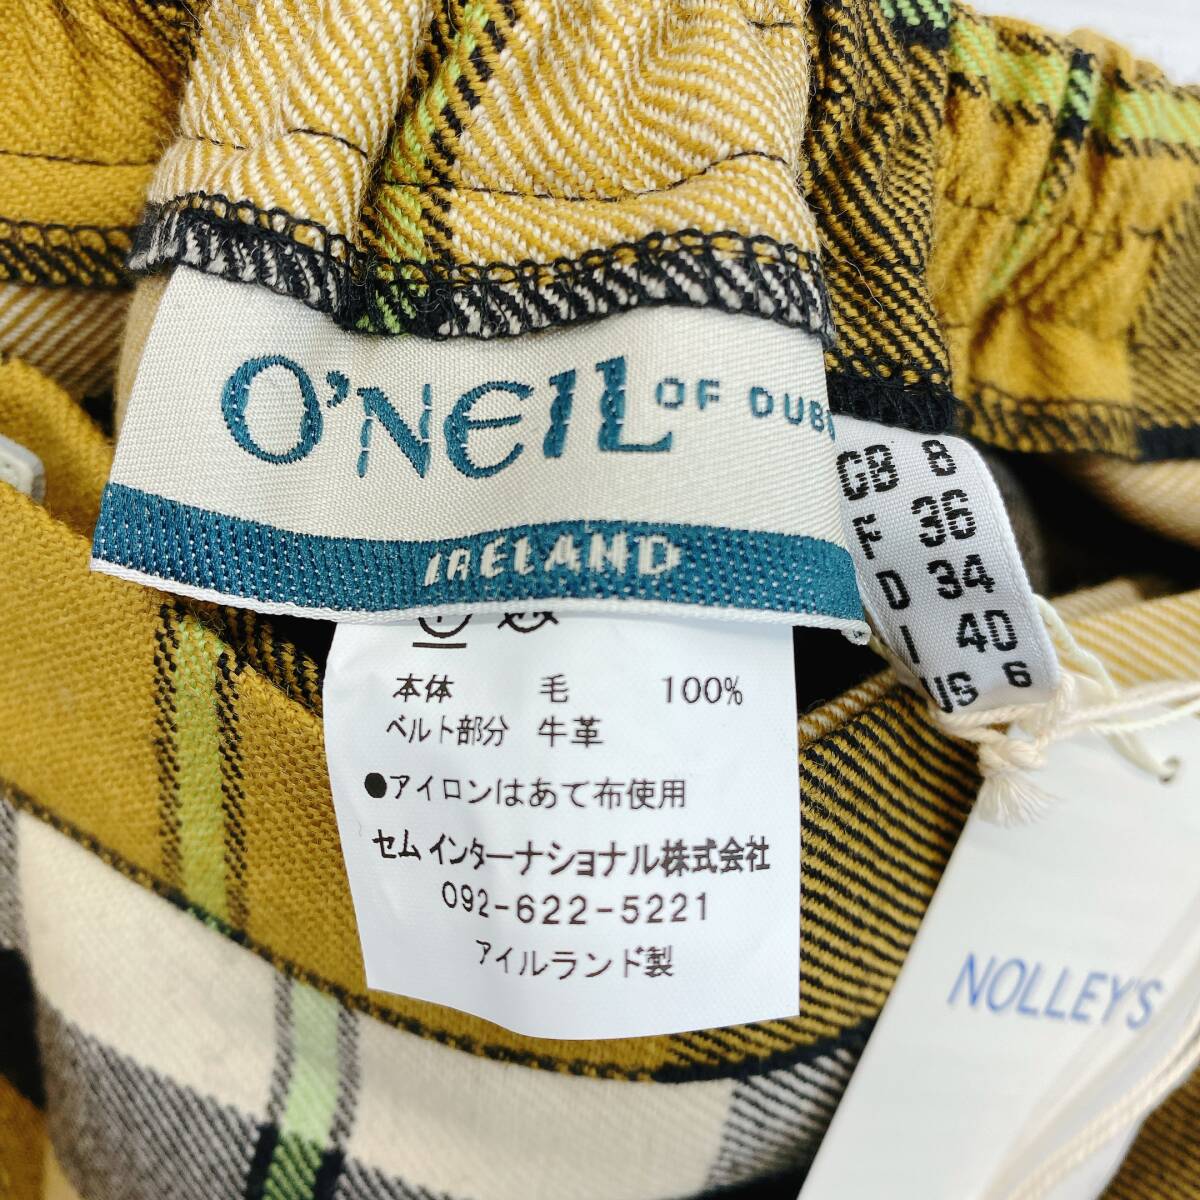 O'NEIL OF DUB
IRELAND
GB 8
F 36
D 34
I 40
US 6
本体 毛 100%
ベルト部分 牛革
●アイロンはあて布使用
セムインターナショナル株式会社
092-622-5221
アイルランド製
NOLLEY'S